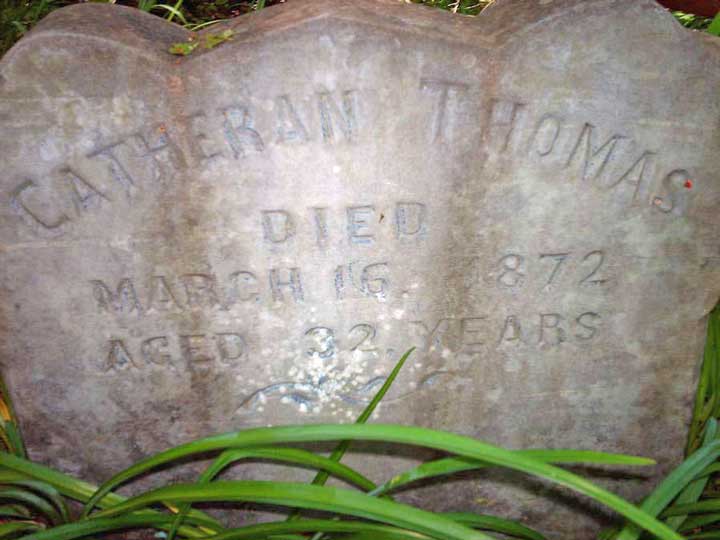 CATHERAN THOMAS
DIED
MARCH 16, 1872
AGED 32, YEARS